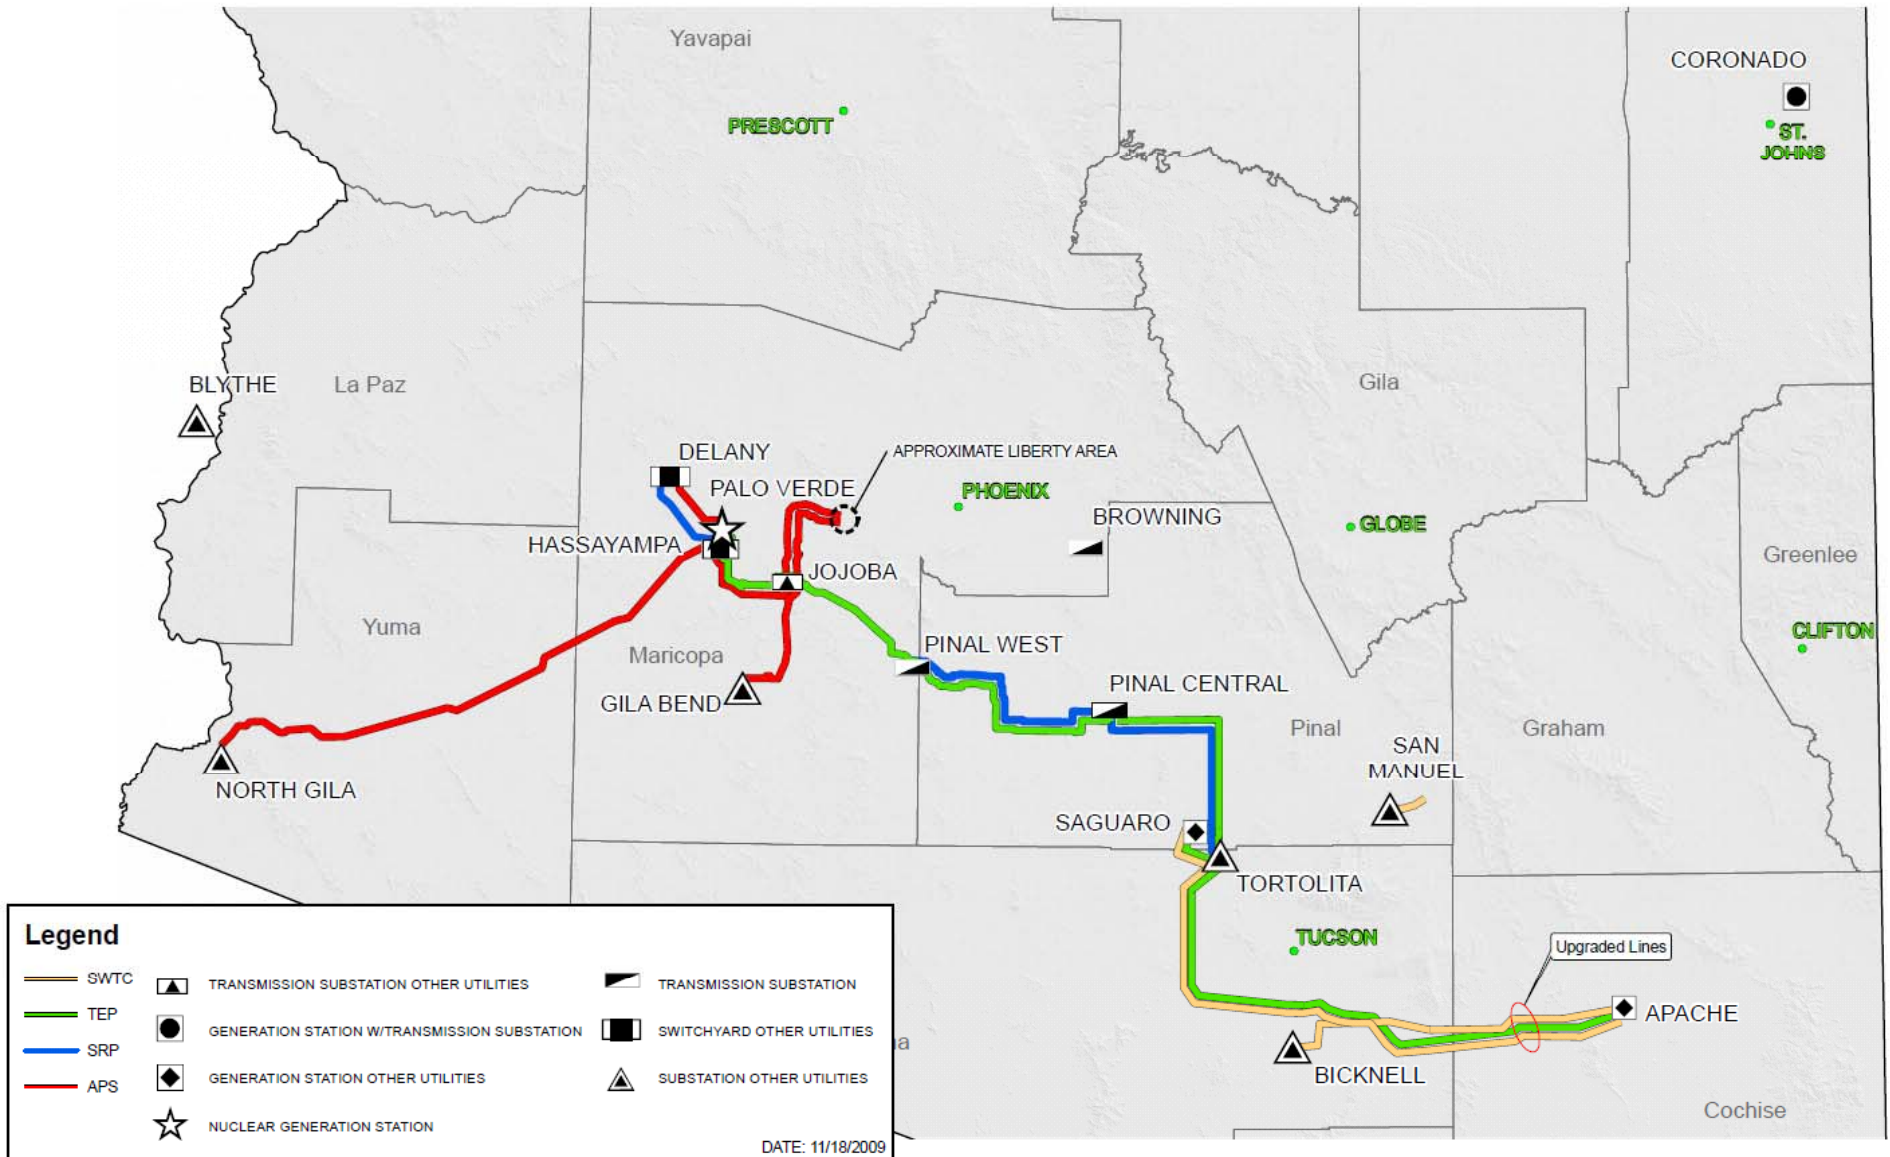 Yavapai
CORONADO
PRESCOTT
ST.
JOHNS
BLYTHE
La Paz
Gila
DELANY
APPROXIMATE LIBERTY AREA
PALO VERDE
PHOENIX
BROWNING
GLOBE
HASSAYAMPA
Greenlee
JOJOBA
Yuma
CLIFTON
Maricopa
PINAL WEST
GILA BEND
PINAL CENTRAL
Pinal
Graham
SAN
MANUEL
NORTH GILA
SAGUARO
TORTOLITA
TUCSON
Upgraded Lines
APACHE
na
BICKNELL
Cochise
Legend
SWTC
TEP
SRP
APS
TRANSMISSION SUBSTATION OTHER UTILITIES
GENERATION STATION W/TRANSMISSION SUBSTATION
GENERATION STATION OTHER UTILITIES
NUCLEAR GENERATION STATION
TRANSMISSION SUBSTATION
SWITCHYARD OTHER UTILITIES
SUBSTATION OTHER UTILITIES
DATE: 11/18/2009